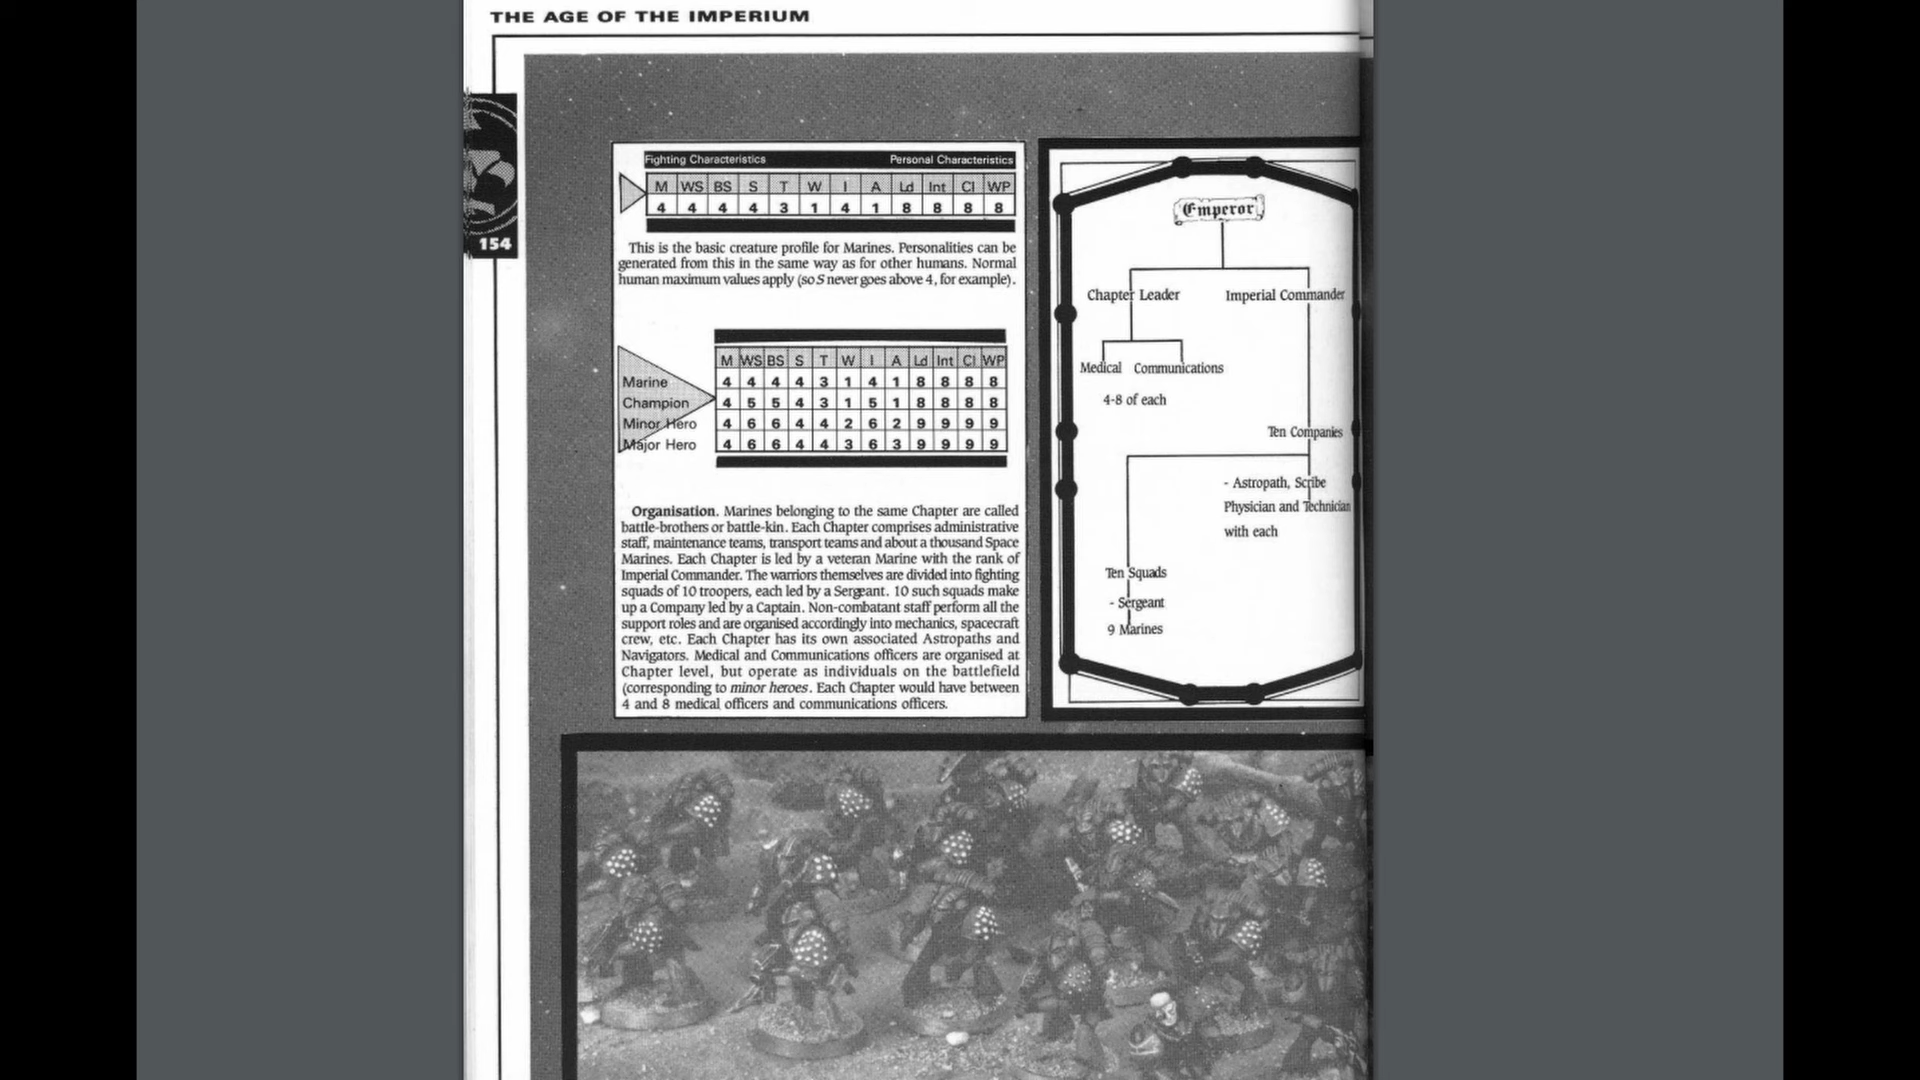 THE AGE OF THE IMPERIUM
154
Fighting Characteristics Personal Characteristics
M WS BS S T W I A Ld Int Cl WP
4 4 4 4 3 1 4 1 8 8 8 8
This is the basic creature profile for Marines. Personalities can be
generated from this in the same way as for other humans. Normal
human maximum values apply (so S never goes above 4, for example).
M WS BS S T W I A Ld Int Cl WP
Marine 4 4 4 4 3 1 4 1 8 8 8 8
Champion 4 5 5 4 3 1 5 1 8 8 8 8
Minor Hero 4 6 6 4 4 2 6 2 9 9 9 9
Major Hero 4 6 6 4 4 3 6 3 9 9 9 9
Organisation. Marines belonging to the same Chapter are called
battle-brothers or battle-kin. Each Chapter comprises administrative
staff, maintenance teams, transport teams and about a thousand Space
Marines. Each Chapter is led by a veteran Marine with the rank of
Imperial Commander. The warriors themselves are divided into fighting
squads of 10 troopers, each led by a Sergeant. 10 such squads make
up a Company led by a Captain. Non-combatant staff perform all the
support roles and are organised accordingly into mechanics, spacecraft
crew, etc. Each Chapter has its own associated Astropaths and
Navigators. Medical and Communications officers are organised at
Chapter level, but operate as individuals on the battlefield
(corresponding to minor heroes. Each Chapter would have between
4 and 8 medical officers and communications officers.
Emperor
Chapter Leader Imperial Commander
Medical Communications
4-8 of each
Ten Companies
- Astropath, Scribe
Physician and Technician
with each
Ten Squads
- Sergeant
9 Marines